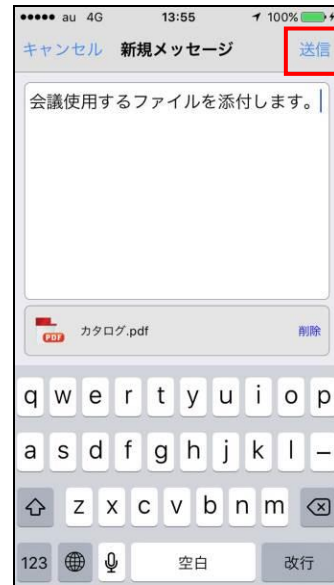 au 4G 13:55 100%
キャンセル 新規メッセージ 送信
会議使用するファイルを添付します。
PDF カタログ.pdf 削除
q w e r t y u i o p
a s d f g h j k l –
z x c v b n m
123 空白 改行